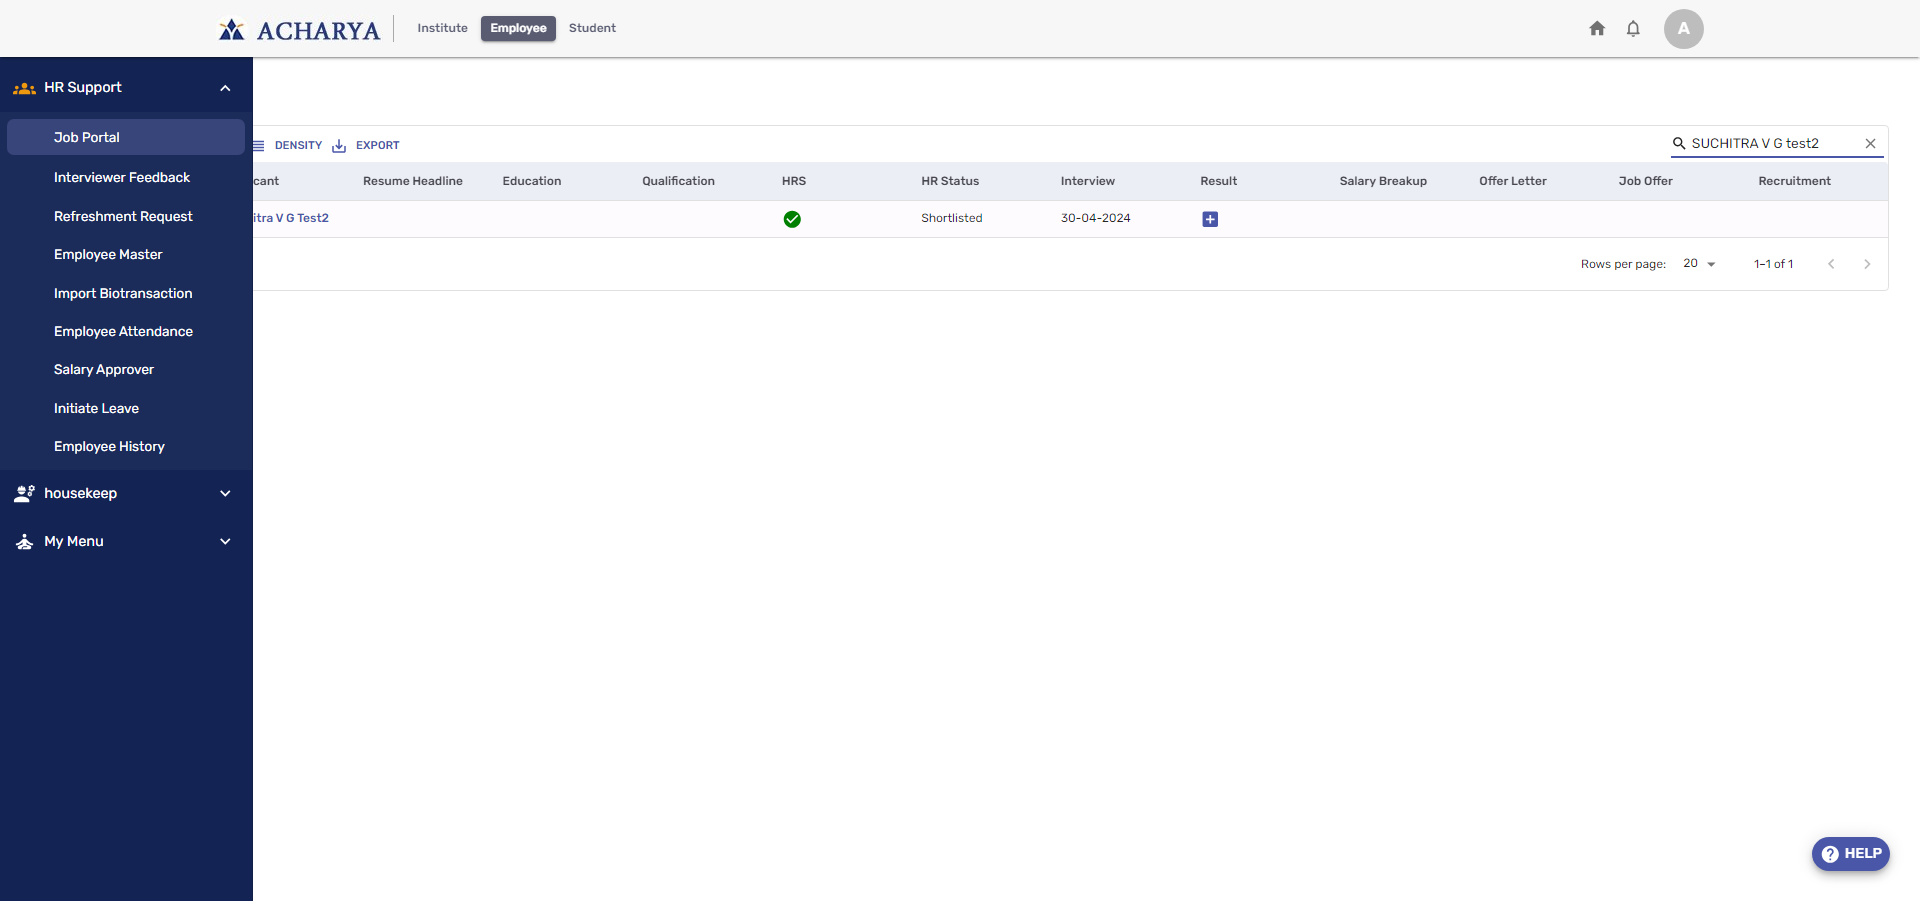 ACHARYA Institute Employee Student A
HR Support
Job Portal
Interviewer Feedback
Refreshment Request
Employee Master
Import Biotransaction
Employee Attendance
Salary Approver
Initiate Leave
Employee History
housekeep
My Menu
DENSITY EXPORT SUCHITRA V G test2
cant Resume Headline Education Qualification HRS HR Status Interview Result Salary Breakup Offer Letter Job Offer Recruitment
itra V G Test2 Shortlisted 30-04-2024
Rows per page: 20 1–1 of 1
? HELP